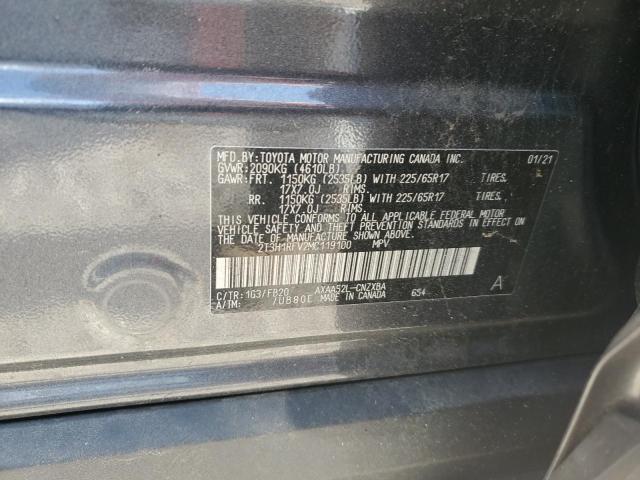 MFD.BY:TOYOTA MOTOR MANUFACTURING CANADA INC. 01/21
GVWR:2090KG (4610LB)
GAWR:FRT. 1150KG (2535LB) WITH 225/65R17 TIRES,
17X7.0J RIMS,
RR. 1150KG (2535LB) WITH 225/65R17 TIRES,
17X7.0J RIMS.
THIS VEHICLE CONFORMS TO ALL APPLICABLE FEDERAL MOTOR
VEHICLE SAFETY AND THEFT PREVENTION STANDARDS IN EFFECT ON
THE DATE OF MANUFACTURE SHOWN ABOVE.
2T3H1RFV2MC119100 MPV
C/TR:1G3/FB20 AXAA52L-CNZXBA A
A/TM: /UB80E MADE IN CANADA 654